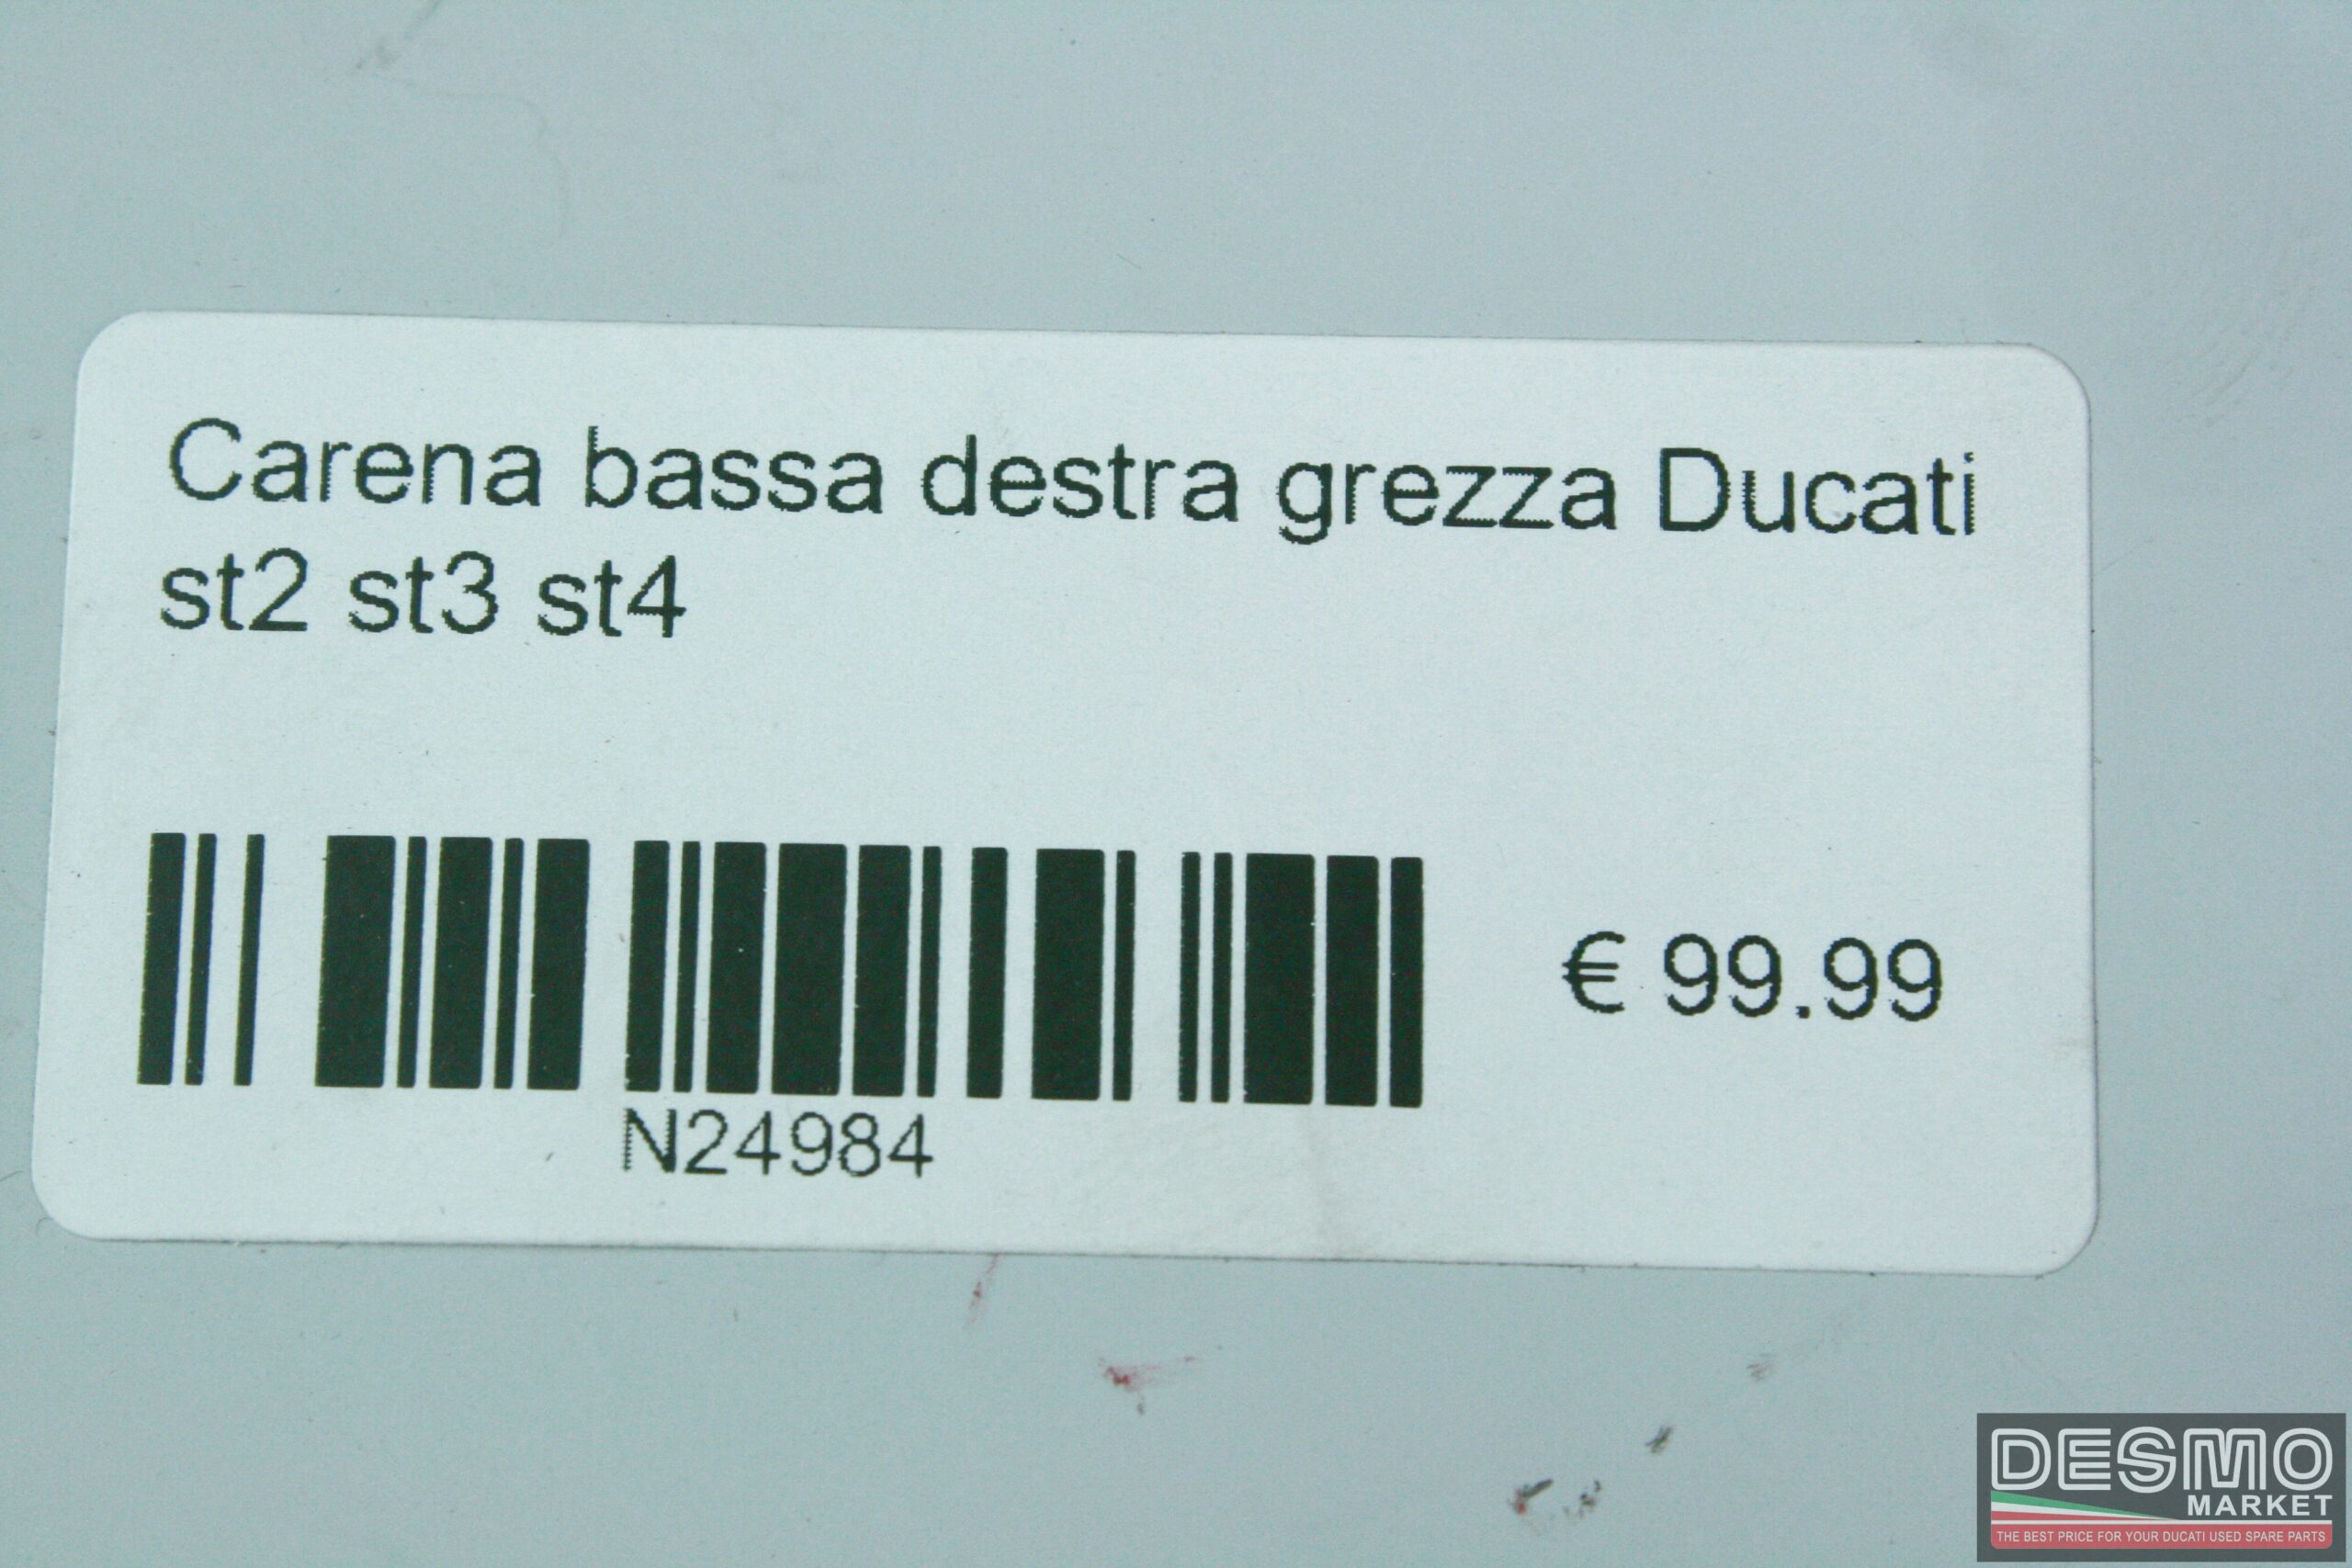 Carena bassa destra grezza Ducati
st2 st3 st4
€ 99.99
N24984
DESMO
MARKET
THE BEST PRICE FOR YOUR DUCATI USED SPARE PARTS